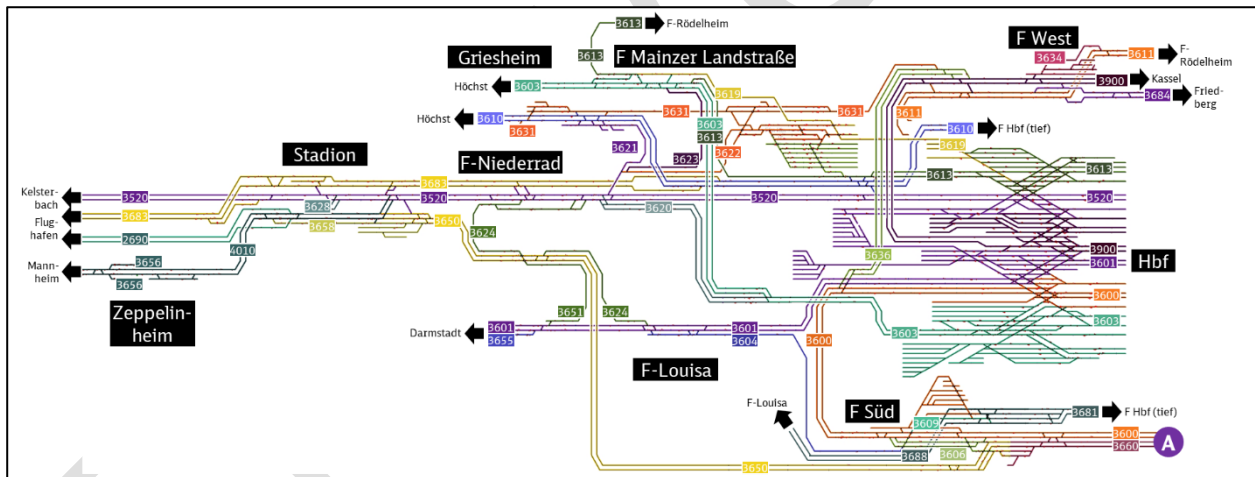 3613
F-Rödelheim
Griesheim
F Mainzer Landstraße
F West
3634
3611
F-
Rödelheim
3613
Höchst
3603
3619
3900
Kassel
3684
Fried-
berg
Höchst
3610
3631
3631
3631
3611
3603
3613
3610
F Hbf (tief)
3621
3622
3619
3623
Stadion
F-Niederrad
3613
3613
Kelster-
bach
3520
3683
3520
3520
3520
Flug-
hafen
3683
3628
3658
3650
3620
3624
2690
4010
3636
3900
3601
Hbf
Mann-
heim
3656
3656
3600
Zeppelin-
heim
3651
3624
3603
3603
Darmstadt
3601
3655
3601
3604
3600
F-Louisa
F-Louisa
F Süd
3609
3681
F Hbf (tief)
3600
3660
A
3688
3606
3650